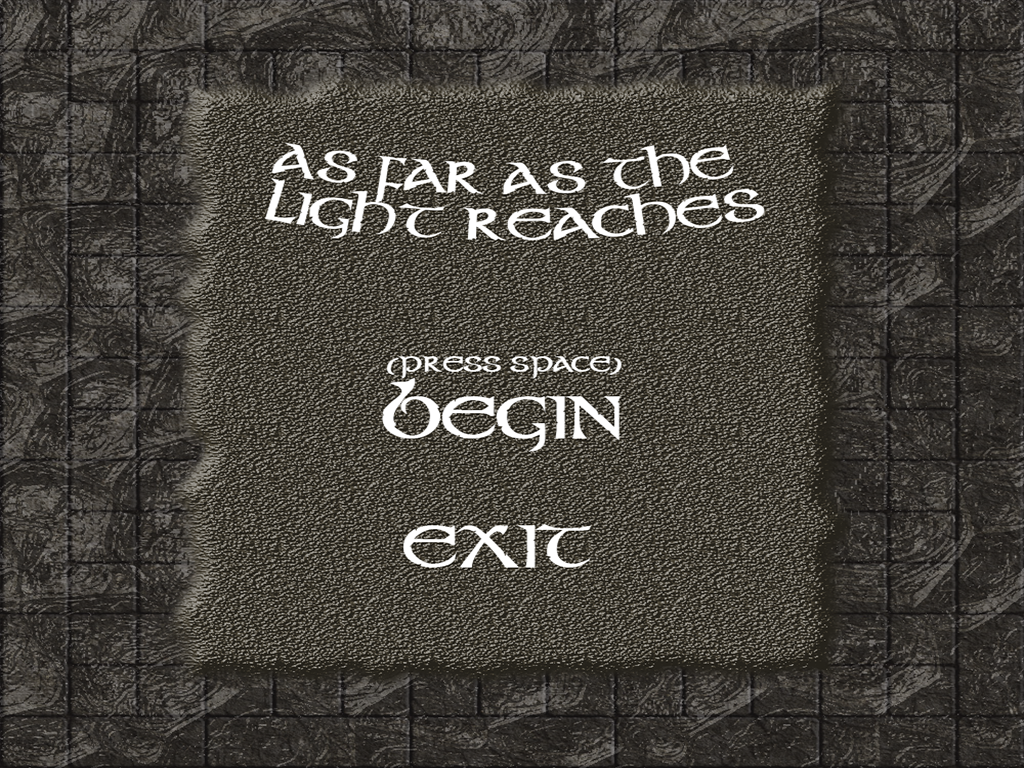 AS FAR AS THE
LIGHT REACHES
(PRESS SPACE)
BEGIN
EXIT